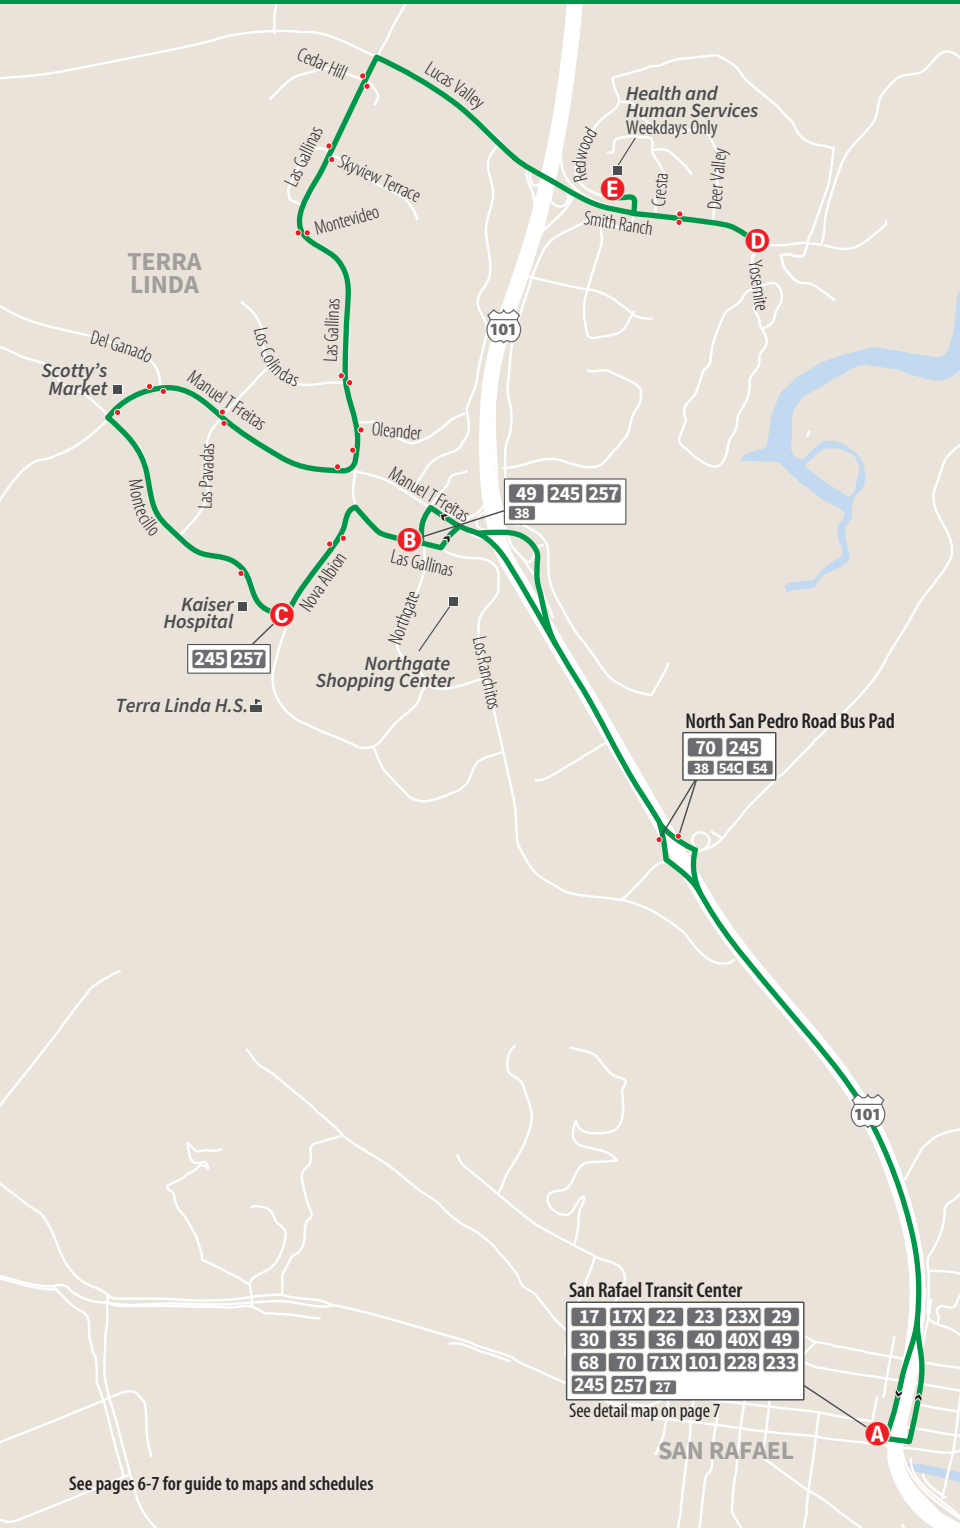 Cedar Hill
Lucas Valley
Health and
Human Services
Weekdays Only
Redwood
Las Gallinas
Skyview Terrace
E
Cresta
Deer Valley
Montevideo
Smith Ranch
D
TERRA
LINDA
Yosemite
101
Del Ganado
Los Colindas
Las Gallinas
Scotty's
Market
Manuel T Freitas
Oleander
Las Pavadas
Montecillo
Manuel T Freitas
49 245 257
38
B
Las Gallinas
Nova Albion
Kaiser
Hospital
C
Northgate
245 257
Northgate
Shopping Center
Los Ranchitos
Terra Linda H.S.
North San Pedro Road Bus Pad
70 245
38 54C 54
101
San Rafael Transit Center
17 17X 22 23 23X 29
30 35 36 40 40X 49
68 70 71X 101 228 233
245 257 27
See detail map on page 7
A
SAN RAFAEL
See pages 6-7 for guide to maps and schedules